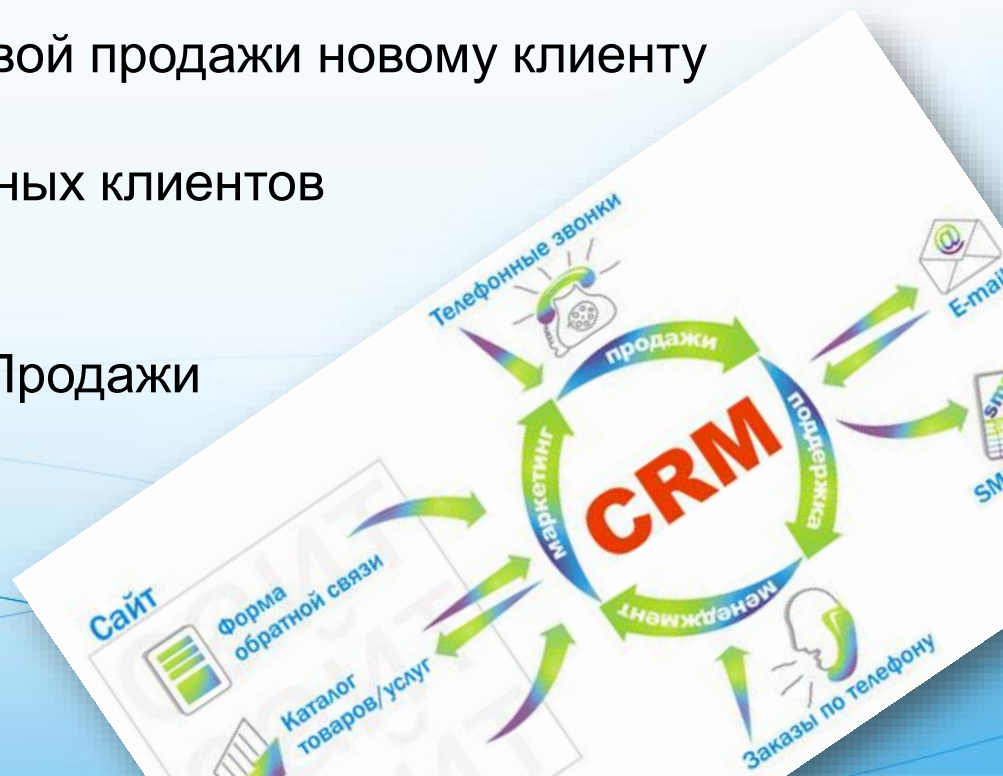 вой продажи новому клиенту
ных клиентов
Продажи
Телефонные звонки
E-mail
продажи
поддержка
менеджмент
маркетинг
CRM
SM
Сайт
форма
обратной связи
Каталог
товаров/услуг
Заказы по телефону